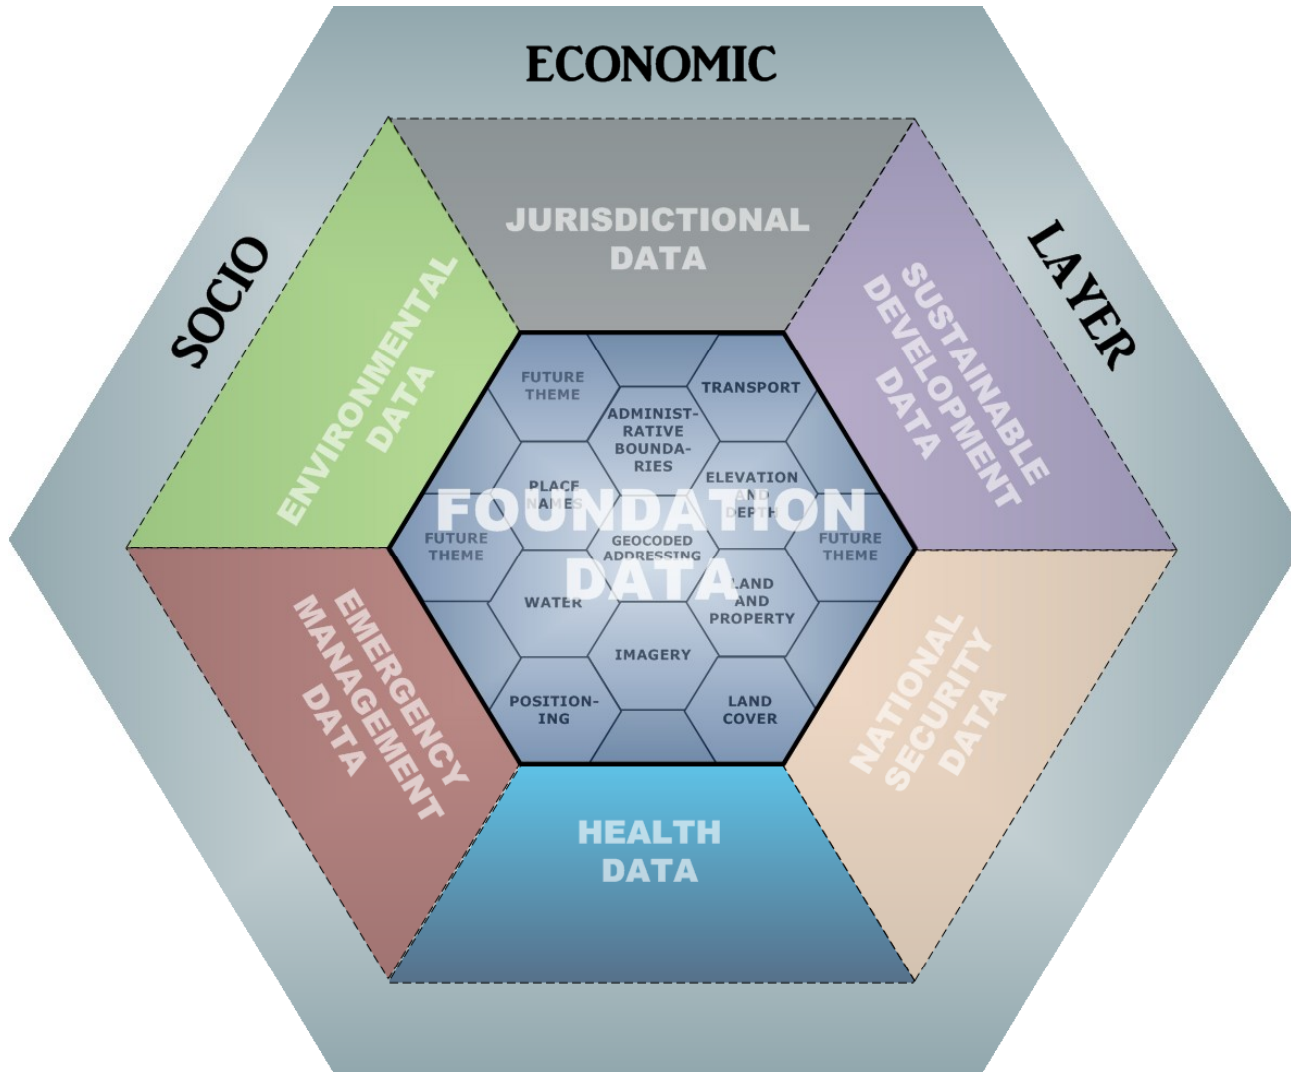 SOCIO
ECONOMIC
LAYER
JURISDICTIONAL
DATA
ENVIRONMENTAL
DATA
SUSTAINABLE
DEVELOPMENT
DATA
FUTURE
THEME
ADMINIST-
RATIVE
BOUNDA-
RIES
TRANSPORT
PLACE
NAMES
ELEVATION
AND
DEPTH
FOUNDATION
DATA
FUTURE
THEME
GEOCODED
ADDRESSING
FUTURE
THEME
WATER
LAND
AND
PROPERTY
IMAGERY
POSITION-
ING
LAND
COVER
EMERGENCY
MANAGEMENT
DATA
NATIONAL
SECURITY
DATA
HEALTH
DATA